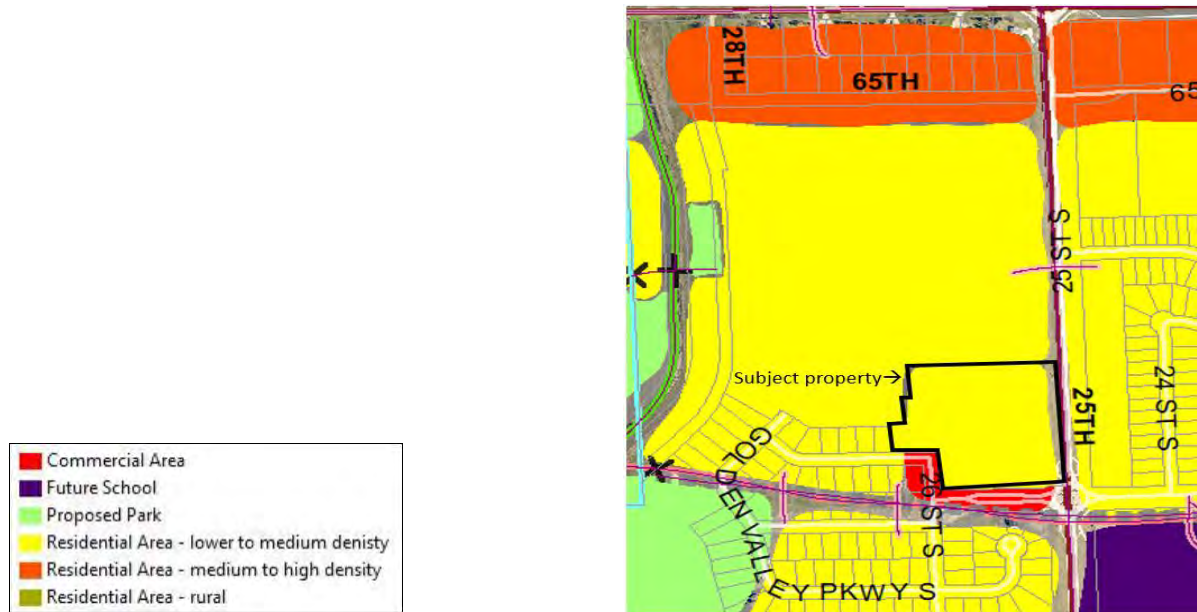 28TH
65TH
65
25 ST S
Subject property→
25TH
24 ST S
GOLDEN VALLEY PKWY S
26 ST S
Commercial Area
Future School
Proposed Park
Residential Area - lower to medium denisty
Residential Area - medium to high density
Residential Area - rural